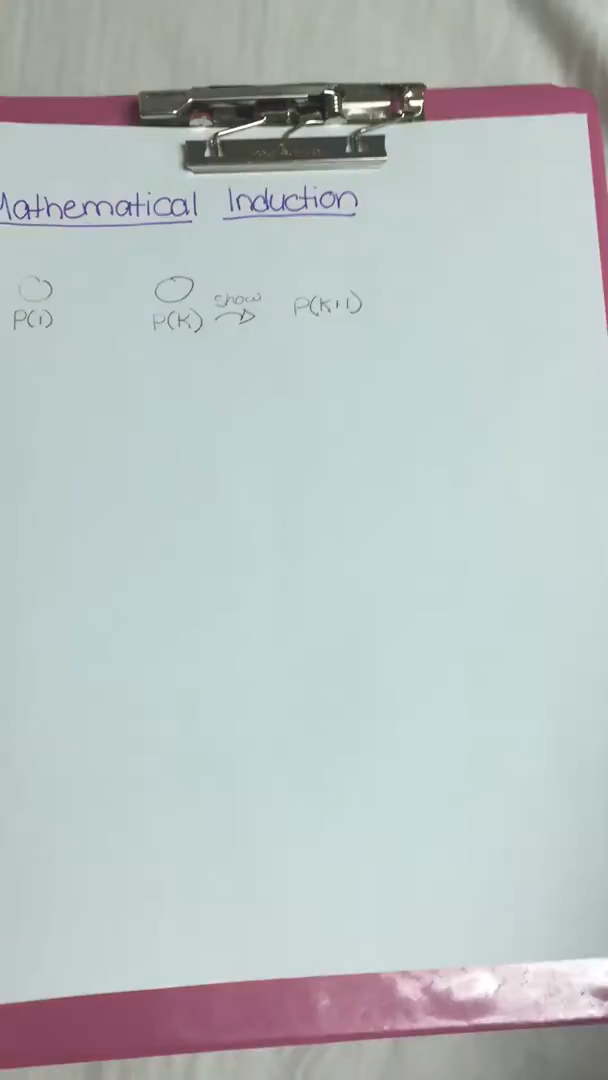 Mathematical Induction
show
P(1) P(K) P(K+1)